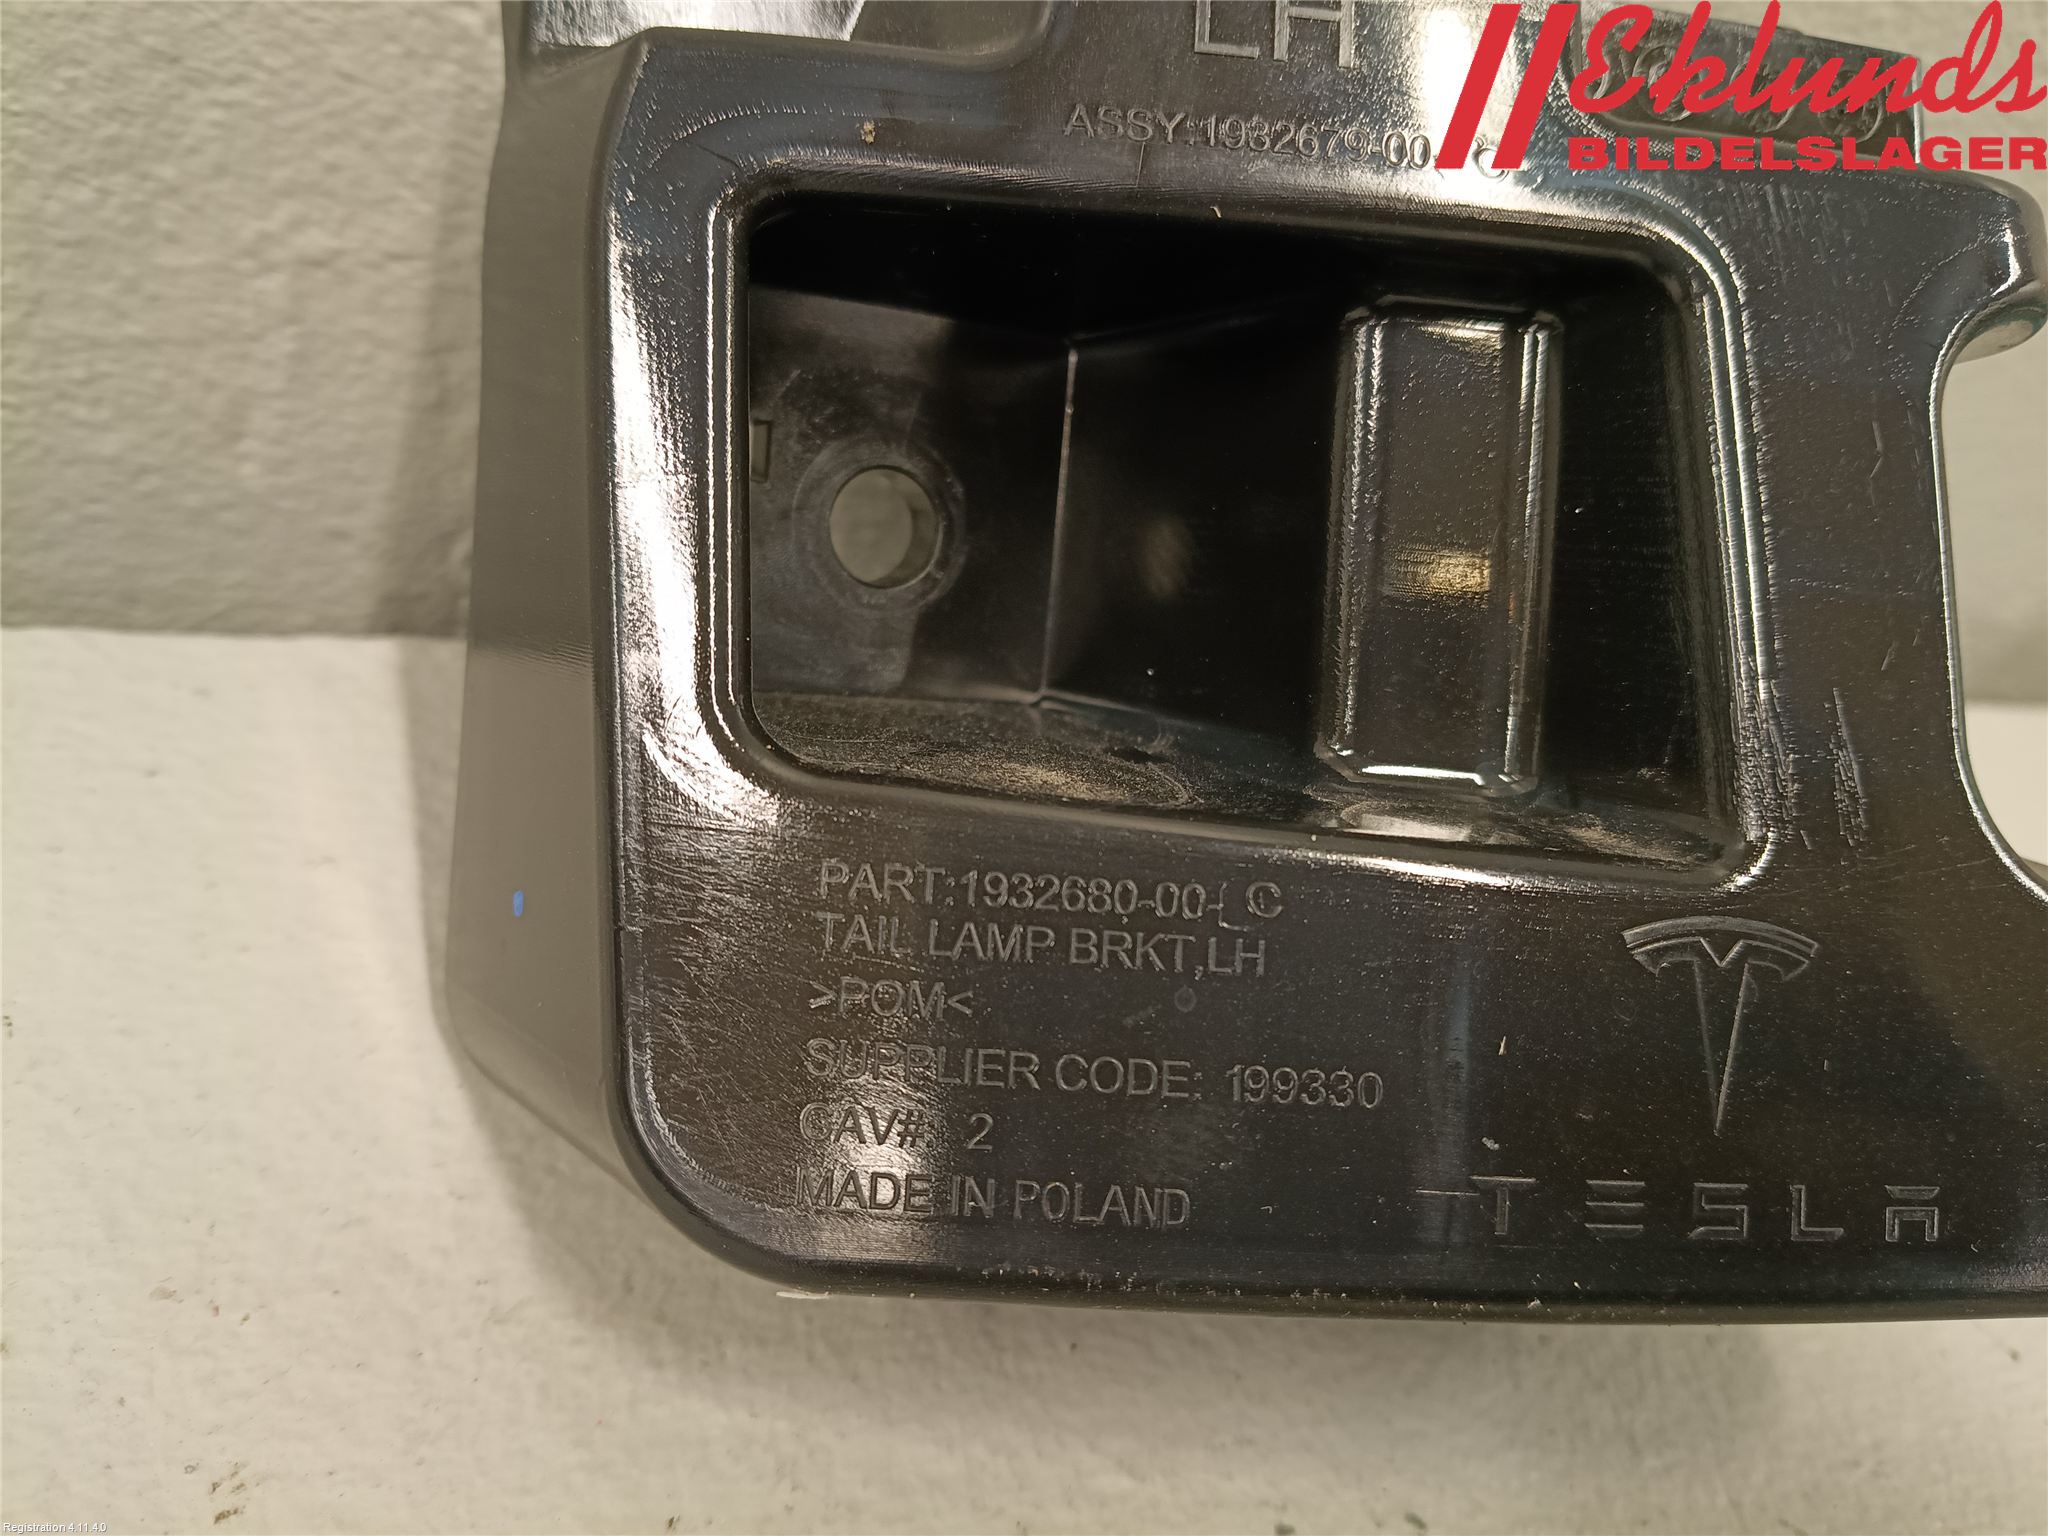 LH
Eklunds
BILDELSLAGER
ASSY:1932679-00-C
PART:1932680-00-C
TAIL LAMP BRKT,LH
>POM<
SUPPLIER CODE: 199330
CAV# 2
MADE IN POLAND
TESLA
Registration 4.11.4.0